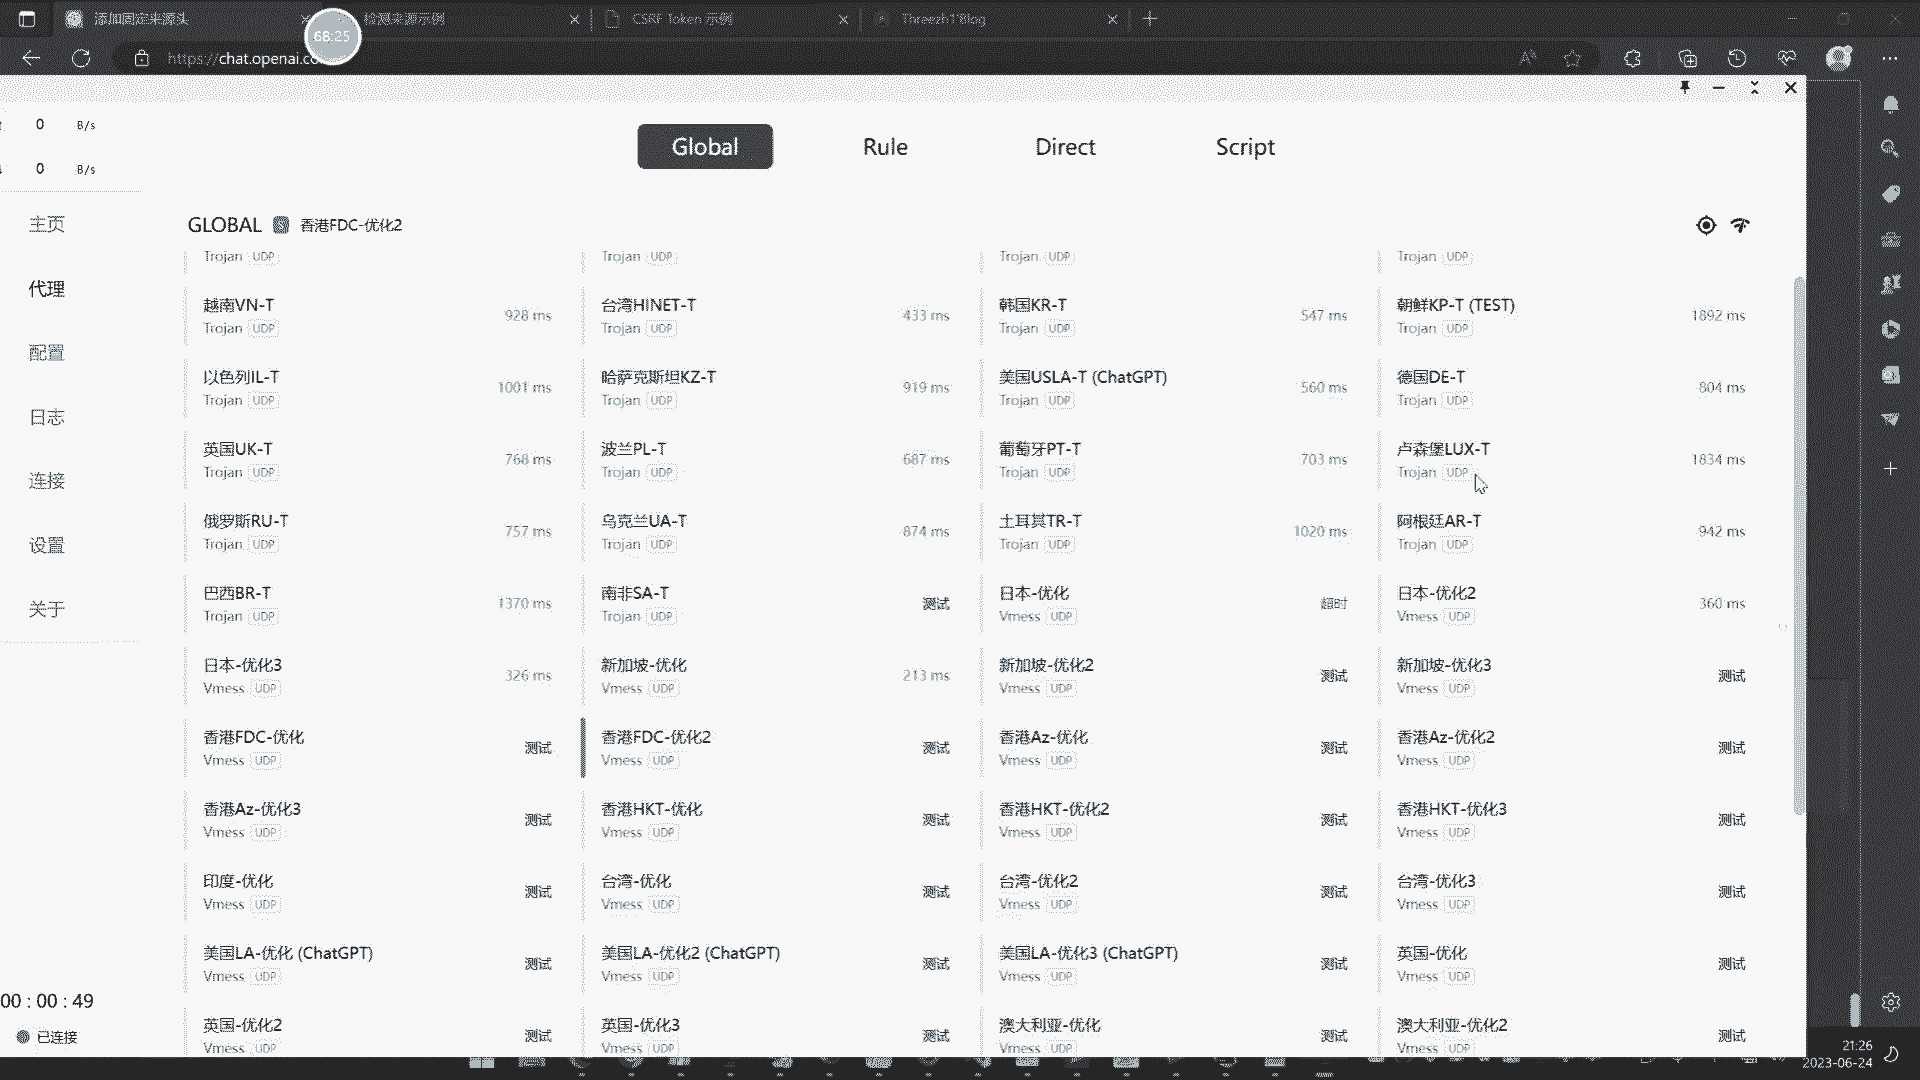 添加固定来源头
检测来源示例
CSRF Token 示例
Threezh1'Blog
68:25
https://chat.openai.co
0 B/s
0 B/s
Global Rule Direct Script
主页
代理
配置
日志
连接
设置
关于
GLOBAL 香港FDC-优化2
Trojan UDP Trojan UDP Trojan UDP Trojan UDP
越南VN-T 928 ms 台湾HINET-T 433 ms 韩国KR-T 547 ms 朝鲜KP-T (TEST) 1892 ms
Trojan UDP Trojan UDP Trojan UDP Trojan UDP
以色列IL-T 1001 ms 哈萨克斯坦KZ-T 919 ms 美国USLA-T (ChatGPT) 560 ms 德国DE-T 804 ms
Trojan UDP Trojan UDP Trojan UDP Trojan UDP
英国UK-T 768 ms 波兰PL-T 687 ms 葡萄牙PT-T 703 ms 卢森堡LUX-T 1834 ms
Trojan UDP Trojan UDP Trojan UDP Trojan UDP
俄罗斯RU-T 757 ms 乌克兰UA-T 874 ms 土耳其TR-T 1020 ms 阿根廷AR-T 942 ms
Trojan UDP Trojan UDP Trojan UDP Trojan UDP
巴西BR-T 1370 ms 南非SA-T 测试 日本-优化 超时 日本-优化2 360 ms
Trojan UDP Trojan UDP Vmess UDP Vmess UDP
日本-优化3 326 ms 新加坡-优化 213 ms 新加坡-优化2 测试 新加坡-优化3 测试
Vmess UDP Vmess UDP Vmess UDP Vmess UDP
香港FDC-优化 测试 香港FDC-优化2 测试 香港Az-优化 测试 香港Az-优化2 测试
Vmess UDP Vmess UDP Vmess UDP Vmess UDP
香港Az-优化3 测试 香港HKT-优化 测试 香港HKT-优化2 测试 香港HKT-优化3 测试
Vmess UDP Vmess UDP Vmess UDP Vmess UDP
印度-优化 测试 台湾-优化 测试 台湾-优化2 测试 台湾-优化3 测试
Vmess UDP Vmess UDP Vmess UDP Vmess UDP
美国LA-优化 (ChatGPT) 测试 美国LA-优化2 (ChatGPT) 测试 美国LA-优化3 (ChatGPT) 测试 英国-优化 测试
Vmess UDP Vmess UDP Vmess UDP Vmess UDP
英国-优化2 测试 英国-优化3 测试 澳大利亚-优化 测试 澳大利亚-优化2 测试
Vmess UDP Vmess UDP Vmess UDP Vmess UDP
00 : 00 : 49
已连接
21:26
2023-06-24